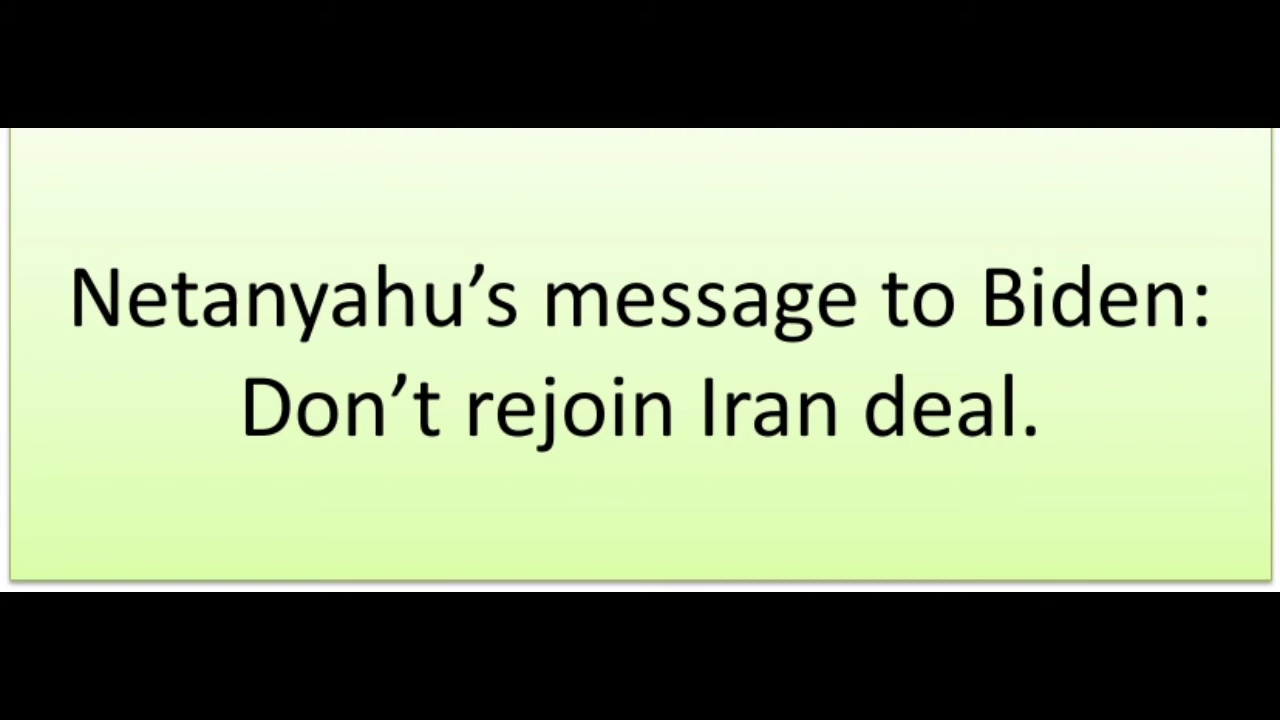 Netanyahu’s message to Biden:
Don’t rejoin Iran deal.